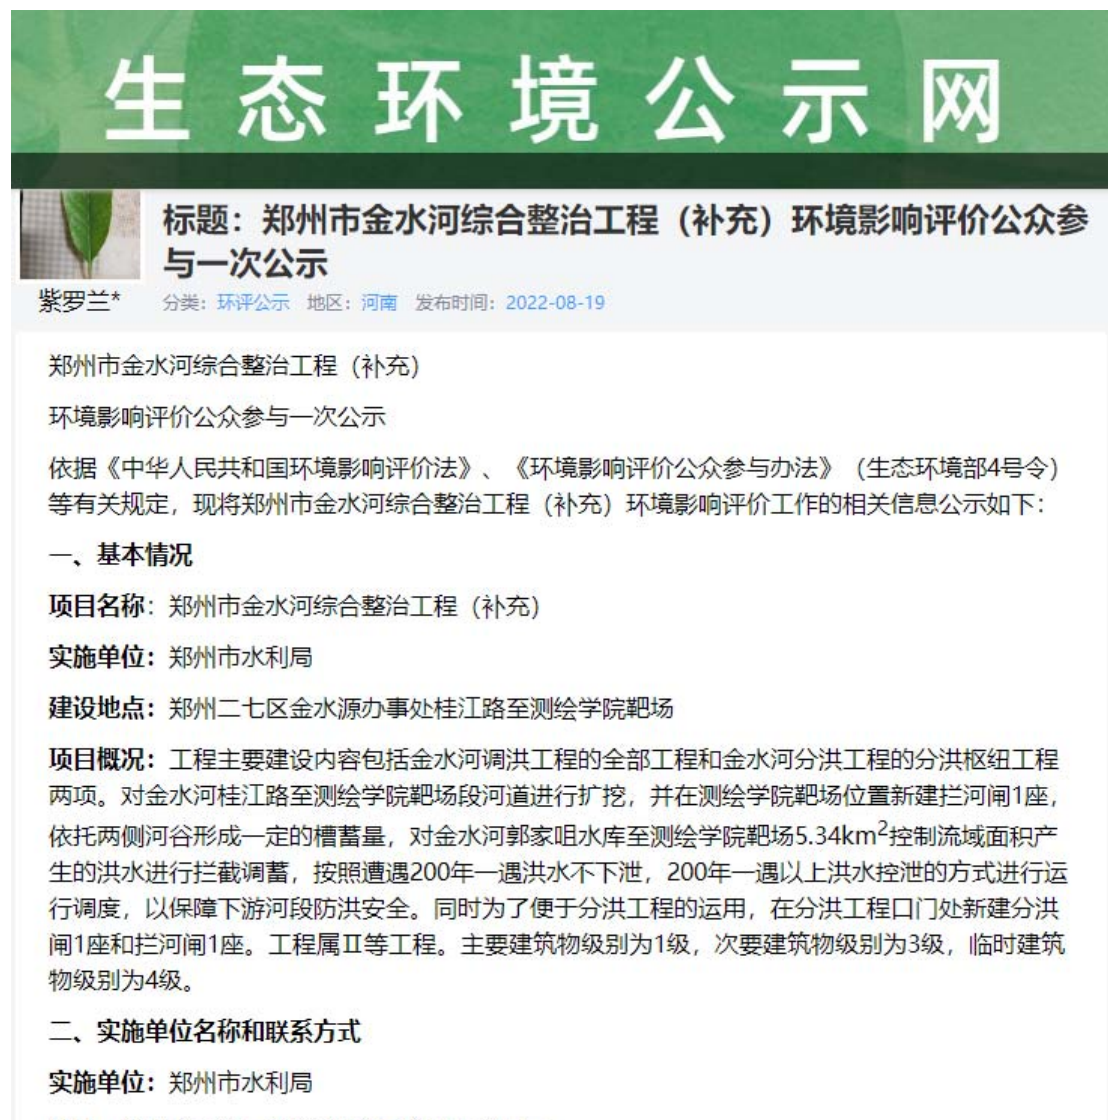 生态环境公示网
标题：郑州市金水河综合整治工程（补充）环境影响评价公众参
与一次公示
紫罗兰*
分类：环评公示 地区：河南 发布时间：2022-08-19
郑州市金水河综合整治工程（补充）
环境影响评价公众参与一次公示
依据《中华人民共和国环境影响评价法》、《环境影响评价公众参与办法》（生态环境部4号令）
等有关规定，现将郑州市金水河综合整治工程（补充）环境影响评价工作的相关信息公示如下：
一、基本情况
项目名称：郑州市金水河综合整治工程（补充）
实施单位：郑州市水利局
建设地点：郑州二七区金水源办事处桂江路至测绘学院靶场
项目概况：工程主要建设内容包括金水河调洪工程的全部工程和金水河分洪工程的分洪枢纽工程
两项。对金水河桂江路至测绘学院靶场段河道进行扩挖，并在测绘学院靶场位置新建拦河闸1座，
依托两侧河谷形成一定的槽蓄量，对金水河郭家咀水库至测绘学院靶场5.34km²控制流域面积产
生的洪水进行拦截调蓄，按照遭遇200年一遇洪水不下泄，200年一遇以上洪水控泄的方式进行运
行调度，以保障下游河段防洪安全。同时为了便于分洪工程的运用，在分洪工程口门处新建分洪
闸1座和拦河闸1座。工程属Ⅱ等工程。主要建筑物级别为1级，次要建筑物级别为3级，临时建筑
物级别为4级。
二、实施单位名称和联系方式
实施单位：郑州市水利局